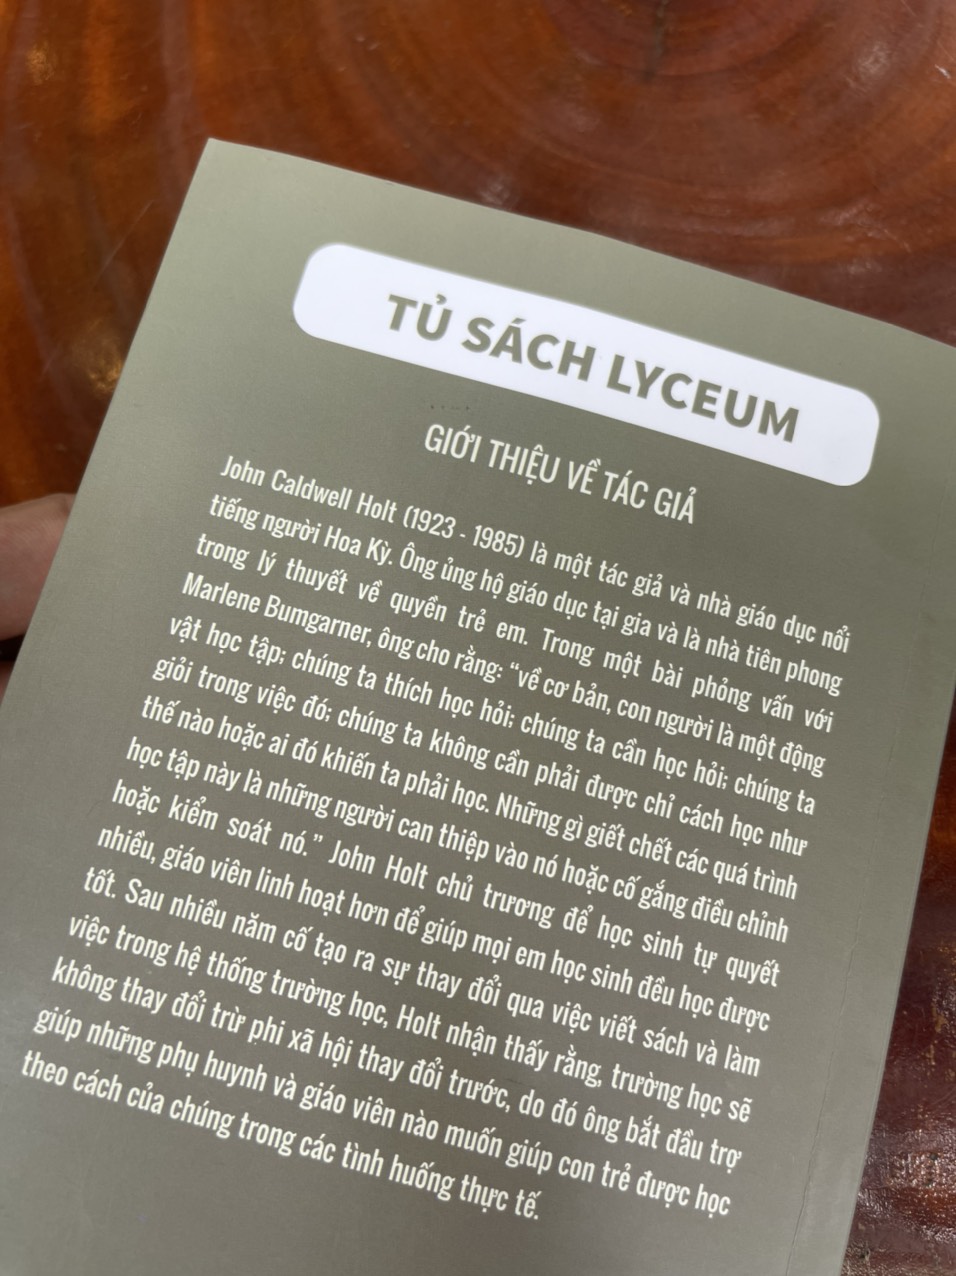 TỦ SÁCH LYCEUM
GIỚI THIỆU VỀ TÁC GIẢ
John Caldwell Holt (1923 - 1985) là một tác giả và nhà giáo dục nổi
tiếng người Hoa Kỳ. Ông ủng hộ giáo dục tại gia và là nhà tiên phong
trong lý thuyết về quyền trẻ em. Trong một bài phỏng vấn với
Marlene Bumgarner, ông cho rằng: “về cơ bản, con người là một động
vật học tập; chúng ta thích học hỏi; chúng ta cần học hỏi; chúng ta
giỏi trong việc đó; chúng ta không cần phải được chỉ cách học như
thế nào hoặc ai đó khiến ta phải học. Những gì giết chết các quá trình
học tập này là những người can thiệp vào nó hoặc cố gắng điều chỉnh
hoặc kiểm soát nó.” John Holt chủ trương để học sinh tự quyết
nhiều, giáo viên linh hoạt hơn để giúp mọi em học sinh đều học được
tốt. Sau nhiều năm cố tạo ra sự thay đổi qua việc viết sách và làm
việc trong hệ thống trường học, Holt nhận thấy rằng, trường học sẽ
không thay đổi trừ phi xã hội thay đổi trước, do đó ông bắt đầu trợ
giúp những phụ huynh và giáo viên nào muốn giúp con trẻ được học
theo cách của chúng trong các tình huống thực tế.